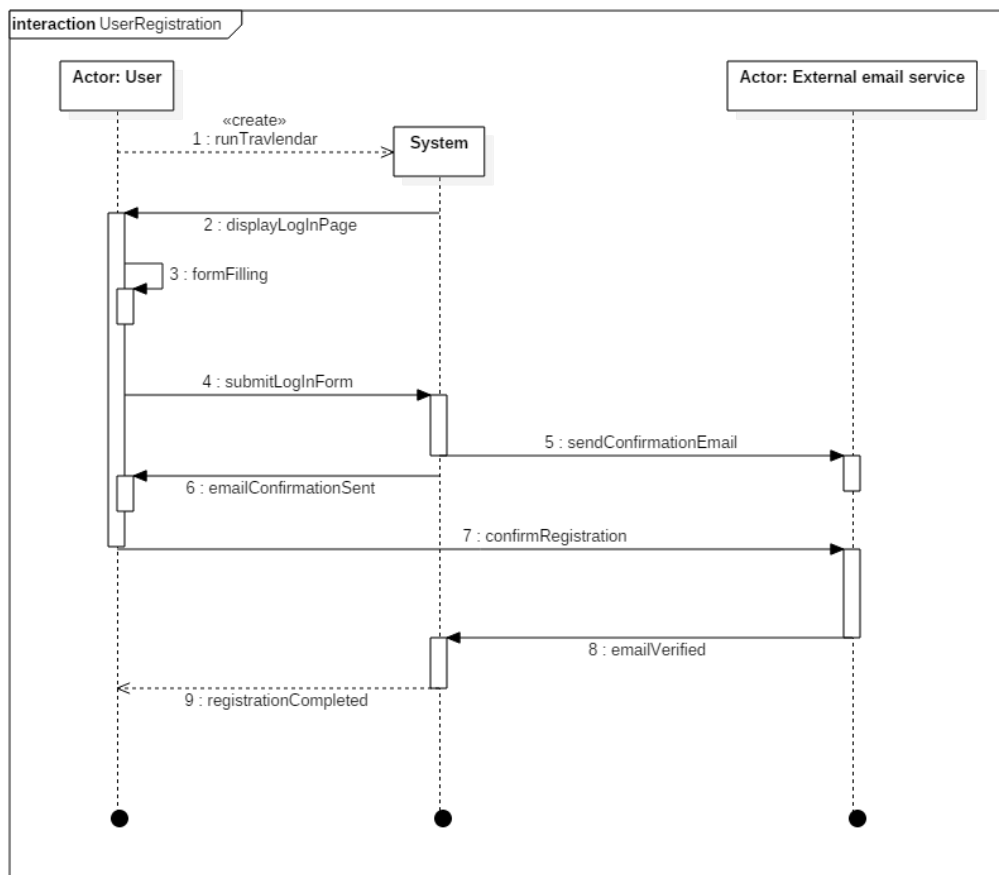 interaction UserRegistration
Actor: User
Actor: External email service
«create»
1 : runTravlendar
System
2 : displayLogInPage
3 : formFilling
4 : submitLogInForm
5 : sendConfirmationEmail
6 : emailConfirmationSent
7 : confirmRegistration
8 : emailVerified
9 : registrationCompleted